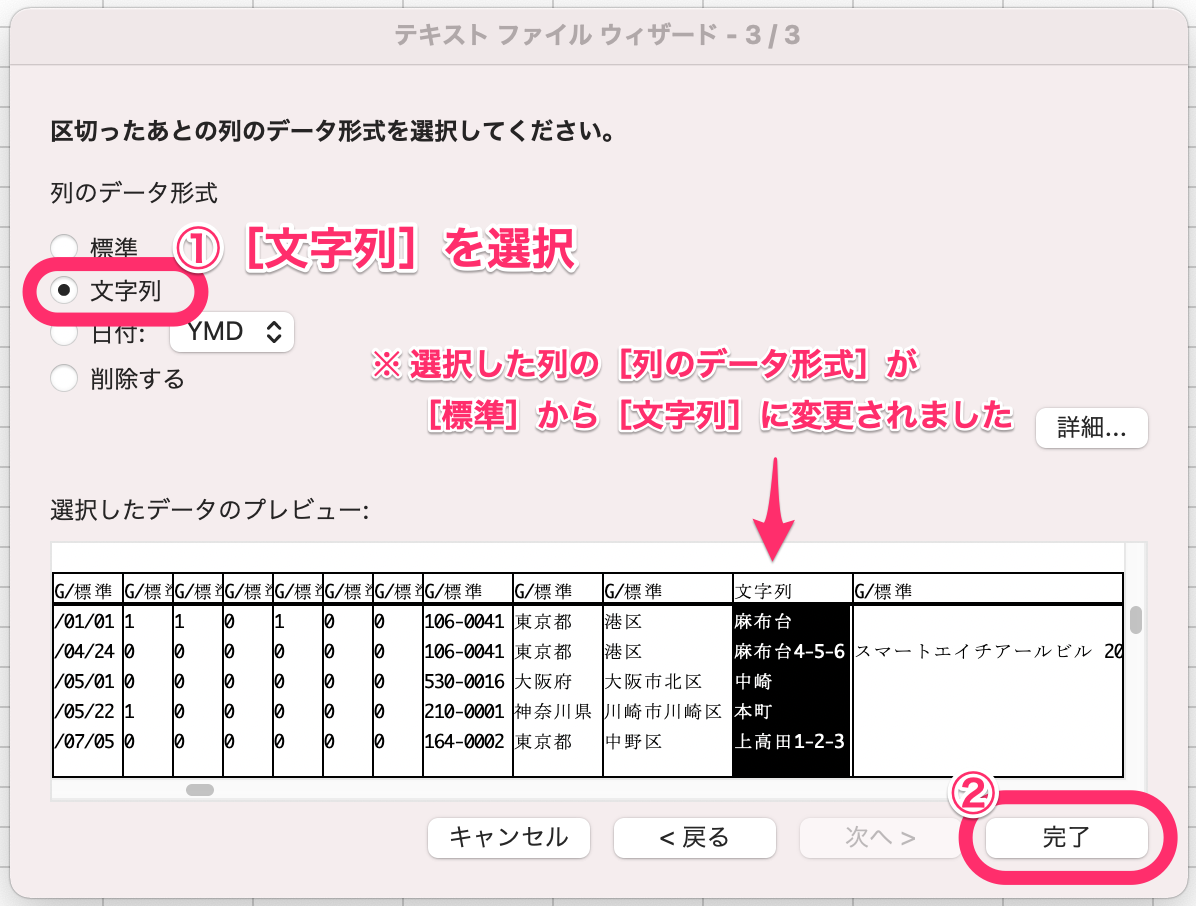 テキスト ファイル ウィザード - 3 / 3
区切ったあとの列のデータ形式を選択してください。
列のデータ形式
標準
①［文字列］を選択
文字列
日付: YMD
※ 選択した列の［列のデータ形式］が
［標準］から［文字列］に変更されました
削除する
詳細...
選択したデータのプレビュー:
G/標準 G/標準 G/標準 G/標準 G/標準 G/標準 G/標準 G/標準 G/標準 G/標準 文字列 G/標準
/01/01 1 1 0 1 0 0 106-0041 東京都 港区 麻布台
/04/24 0 0 0 0 0 0 106-0041 東京都 港区 麻布台4-5-6 スマートエイチアールビル 20
/05/01 0 0 0 0 0 0 530-0016 大阪府 大阪市北区 中崎
/05/22 1 0 0 0 0 0 210-0001 神奈川県 川崎市川崎区 本町
/07/05 0 0 0 0 0 0 164-0002 東京都 中野区 上高田1-2-3
②
キャンセル < 戻る 次へ > 完了